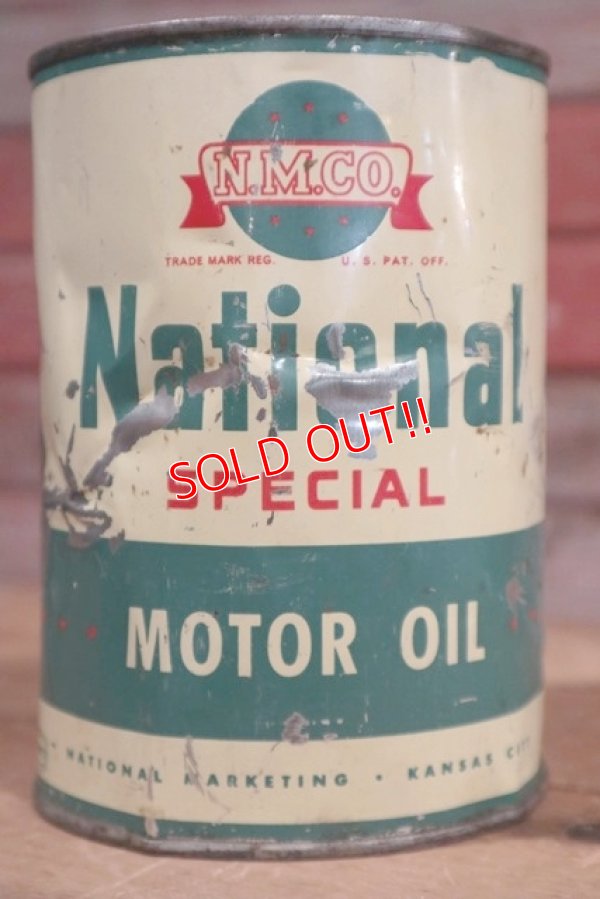 N.M.CO.
TRADE MARK REG. U. S. PAT. OFF.
National
SOLD OUT!!
SPECIAL
MOTOR OIL
NATIONAL MARKETING • KANSAS CITY